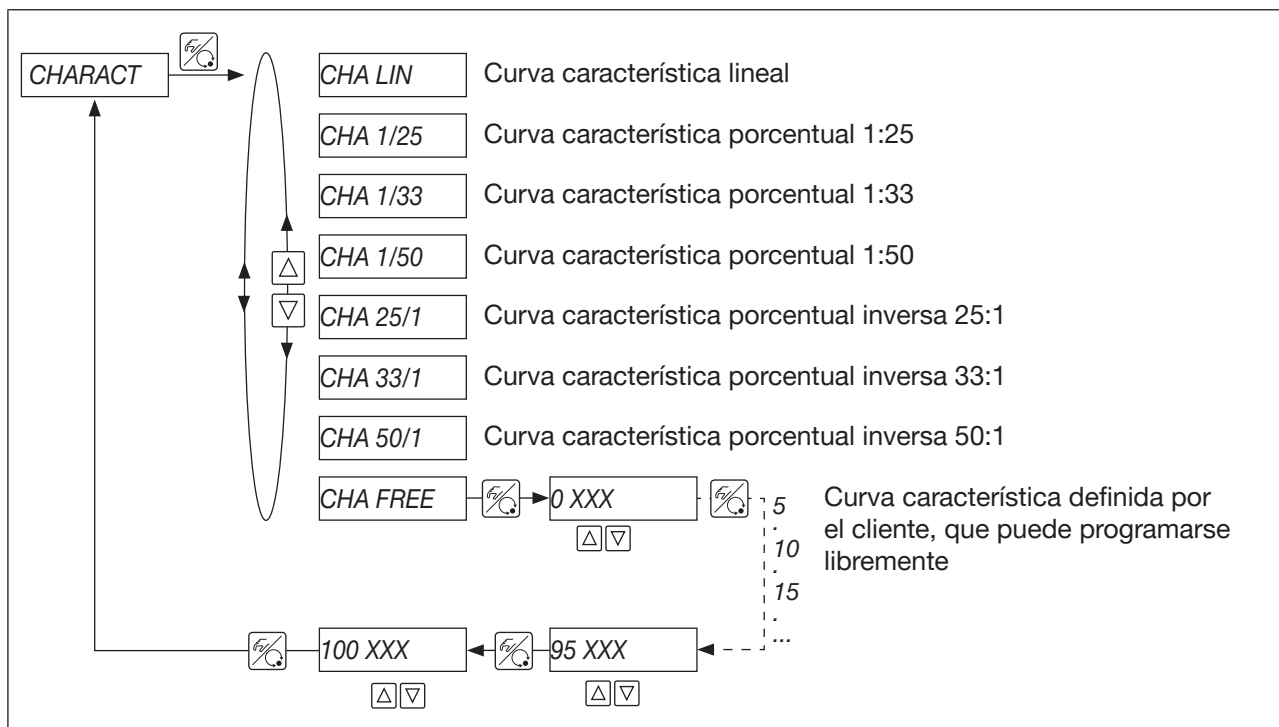 CHARACT
CHA LIN Curva característica lineal
CHA 1/25 Curva característica porcentual 1:25
CHA 1/33 Curva característica porcentual 1:33
CHA 1/50 Curva característica porcentual 1:50
CHA 25/1 Curva característica porcentual inversa 25:1
CHA 33/1 Curva característica porcentual inversa 33:1
CHA 50/1 Curva característica porcentual inversa 50:1
CHA FREE 0 XXX
5
.
10
.
15
.
...
Curva característica definida por
el cliente, que puede programarse
libremente
100 XXX 95 XXX